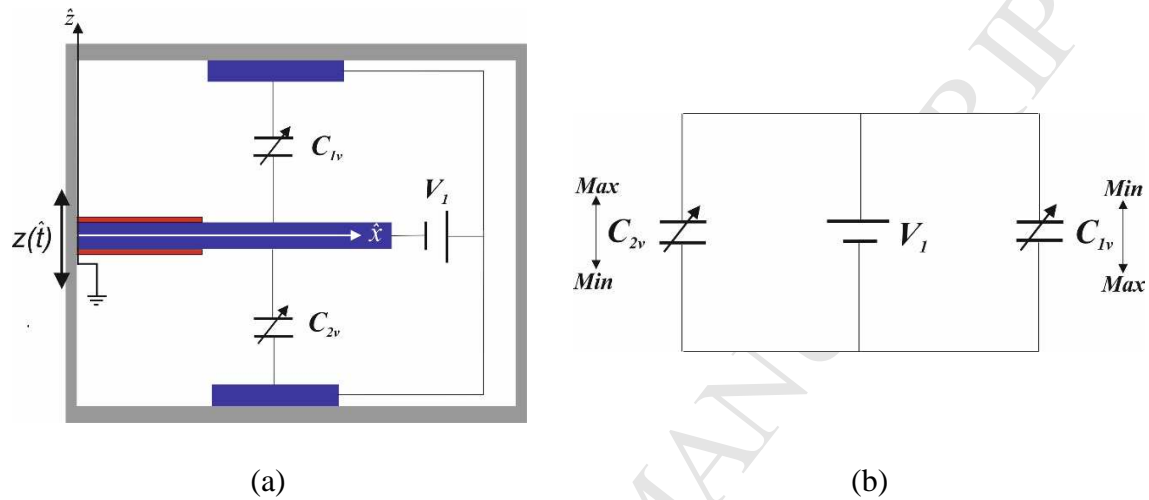 ẑ
C1v
V1
x̂
z(t̂)
C2v
Max
Min
C2v
V1
Min
Max
C1v
(a)
(b)